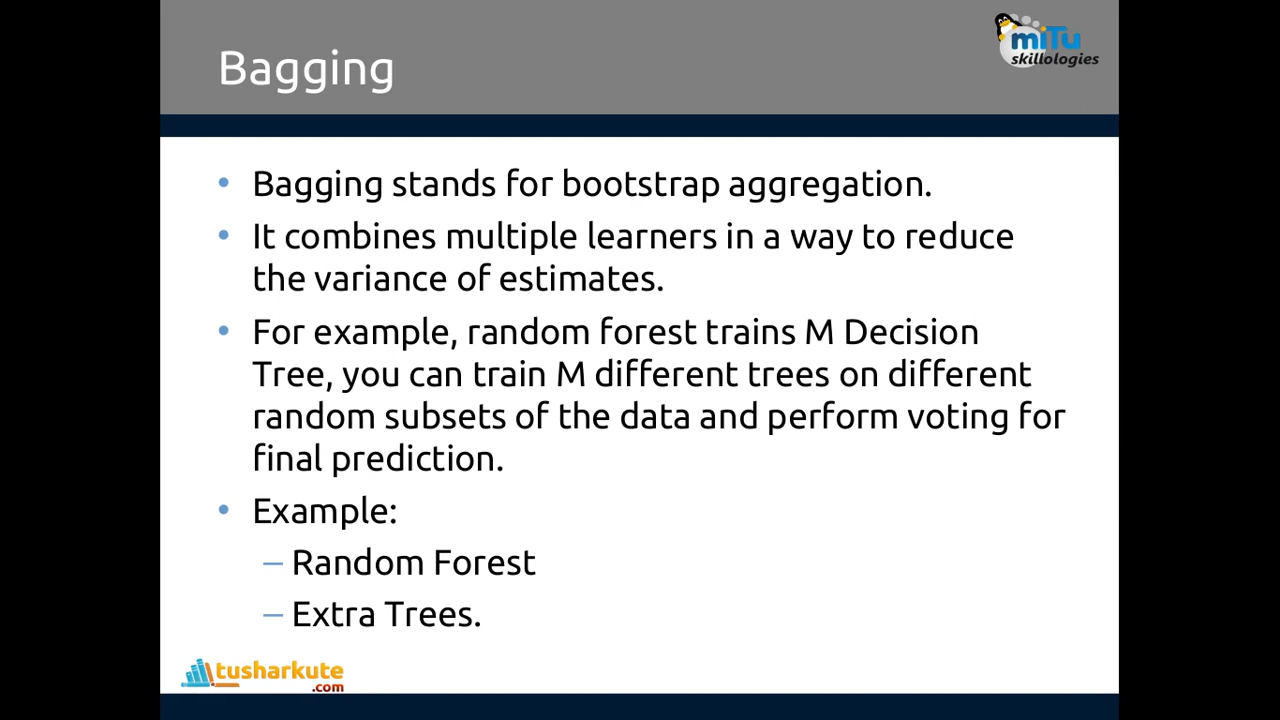 Bagging
miTu
skillologies
• Bagging stands for bootstrap aggregation.
• It combines multiple learners in a way to reduce
the variance of estimates.
• For example, random forest trains M Decision
Tree, you can train M different trees on different
random subsets of the data and perform voting for
final prediction.
• Example:
– Random Forest
– Extra Trees.
tusharkute
.com